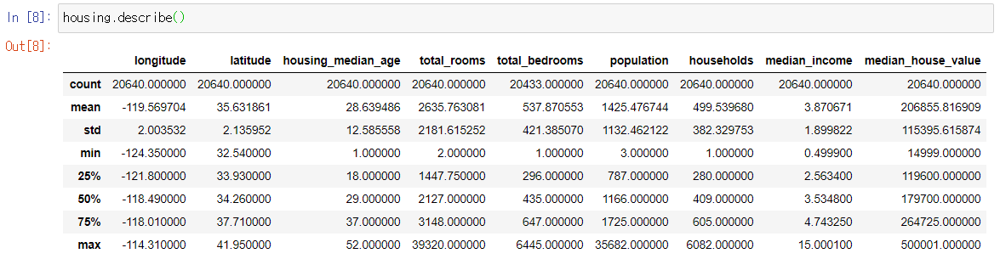 In [8]: housing.describe()
Out[8]:
longitude latitude housing_median_age total_rooms total_bedrooms population households median_income median_house_value
count 20640.000000 20640.000000 20640.000000 20640.000000 20433.000000 20640.000000 20640.000000 20640.000000 20640.000000
mean -119.569704 35.631861 28.639486 2635.763081 537.870553 1425.476744 499.539680 3.870671 206855.816909
std 2.003532 2.135952 12.585558 2181.615252 421.385070 1132.462122 382.329753 1.899822 115395.615874
min -124.350000 32.540000 1.000000 2.000000 1.000000 3.000000 1.000000 0.499900 14999.000000
25% -121.800000 33.930000 18.000000 1447.750000 296.000000 787.000000 280.000000 2.563400 119600.000000
50% -118.490000 34.260000 29.000000 2127.000000 435.000000 1166.000000 409.000000 3.534800 179700.000000
75% -118.010000 37.710000 37.000000 3148.000000 647.000000 1725.000000 605.000000 4.743250 264725.000000
max -114.310000 41.950000 52.000000 39320.000000 6445.000000 35682.000000 6082.000000 15.000100 500001.000000